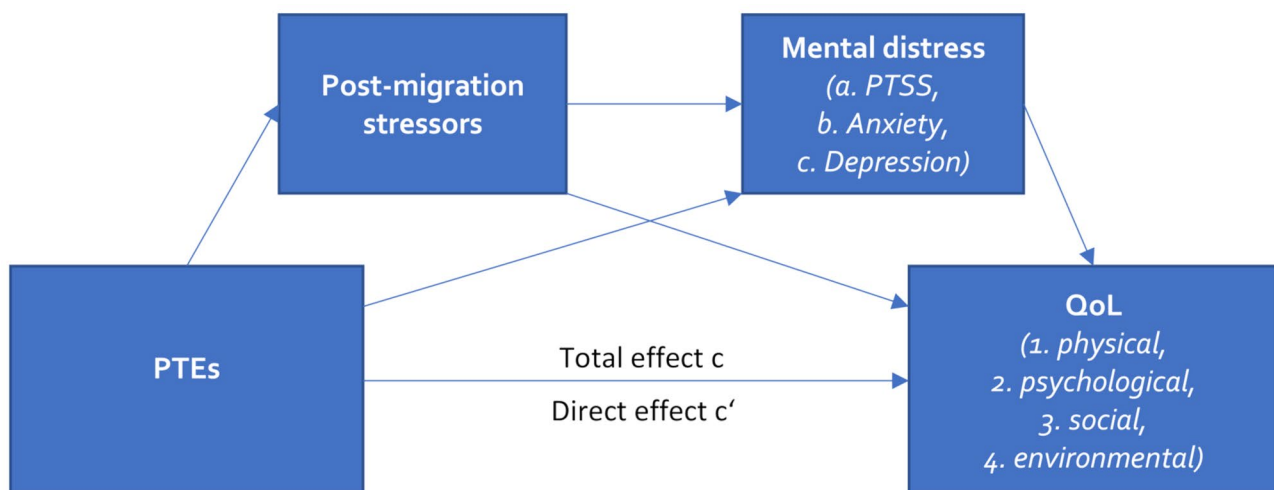 Post-migration
stressors
Mental distress
(a. PTSS,
b. Anxiety,
c. Depression)
PTEs
Total effect c
Direct effect c‘
QoL
(1. physical,
2. psychological,
3. social,
4. environmental)